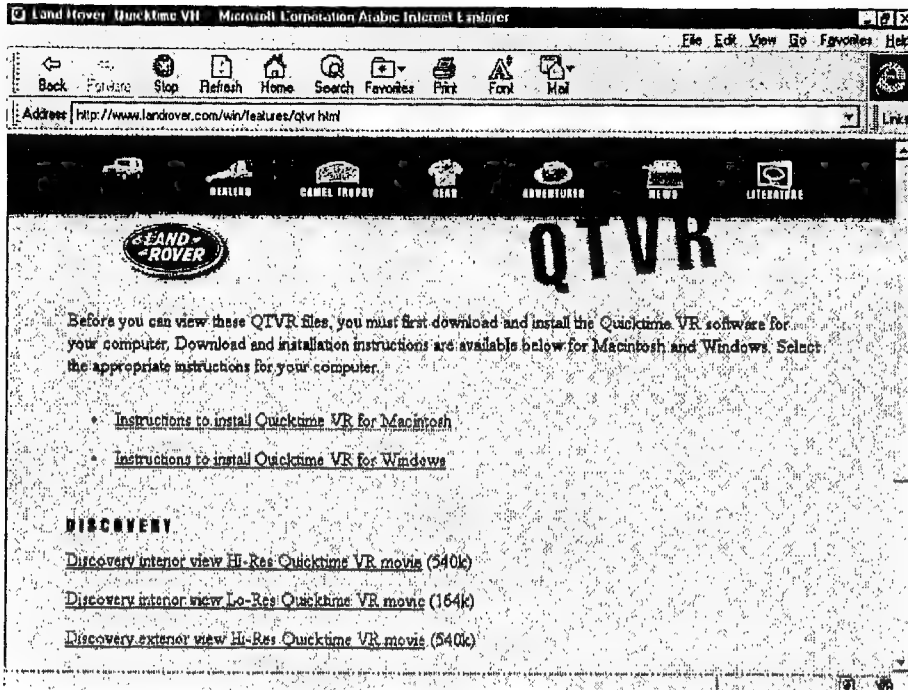 Land Rover Quicktime VR Microsoft Corporation Arabic Internet Explorer
File Edit View Go Favorites Help
Back Forward Stop Refresh Home Search Favorites Print Font Mail
Address http://www.landrover.com/win/features/qtvr.html Links
DEALERS CAMEL TROPHY GEAR ADVENTURES NEWS LITERATURE
LAND ROVER
QTVR
Before you can view these QTVR files, you must first download and install the Quicktime VR software for
your computer. Download and installation instructions are available below for Macintosh and Windows. Select
the appropriate instructions for your computer.
• Instructions to install Quicktime VR for Macintosh
• Instructions to install Quicktime VR for Windows
DISCOVERY
Discovery interior view Hi-Res Quicktime VR movie (540k)
Discovery interior view Lo-Res Quicktime VR movie (164k)
Discovery exterior view Hi-Res Quicktime VR movie (540k)